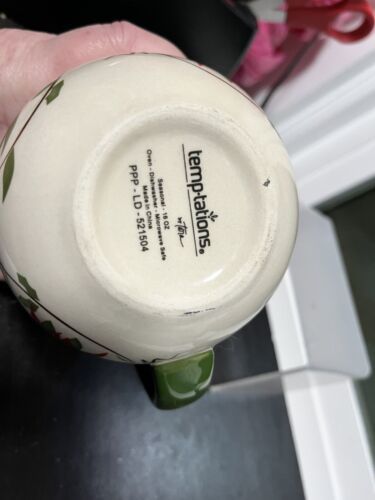 temp-tations®
by Tara
Seasonal - 16 OZ
Oven - Dishwasher - Microwave Safe
Made in China
PPP - LD - 521504